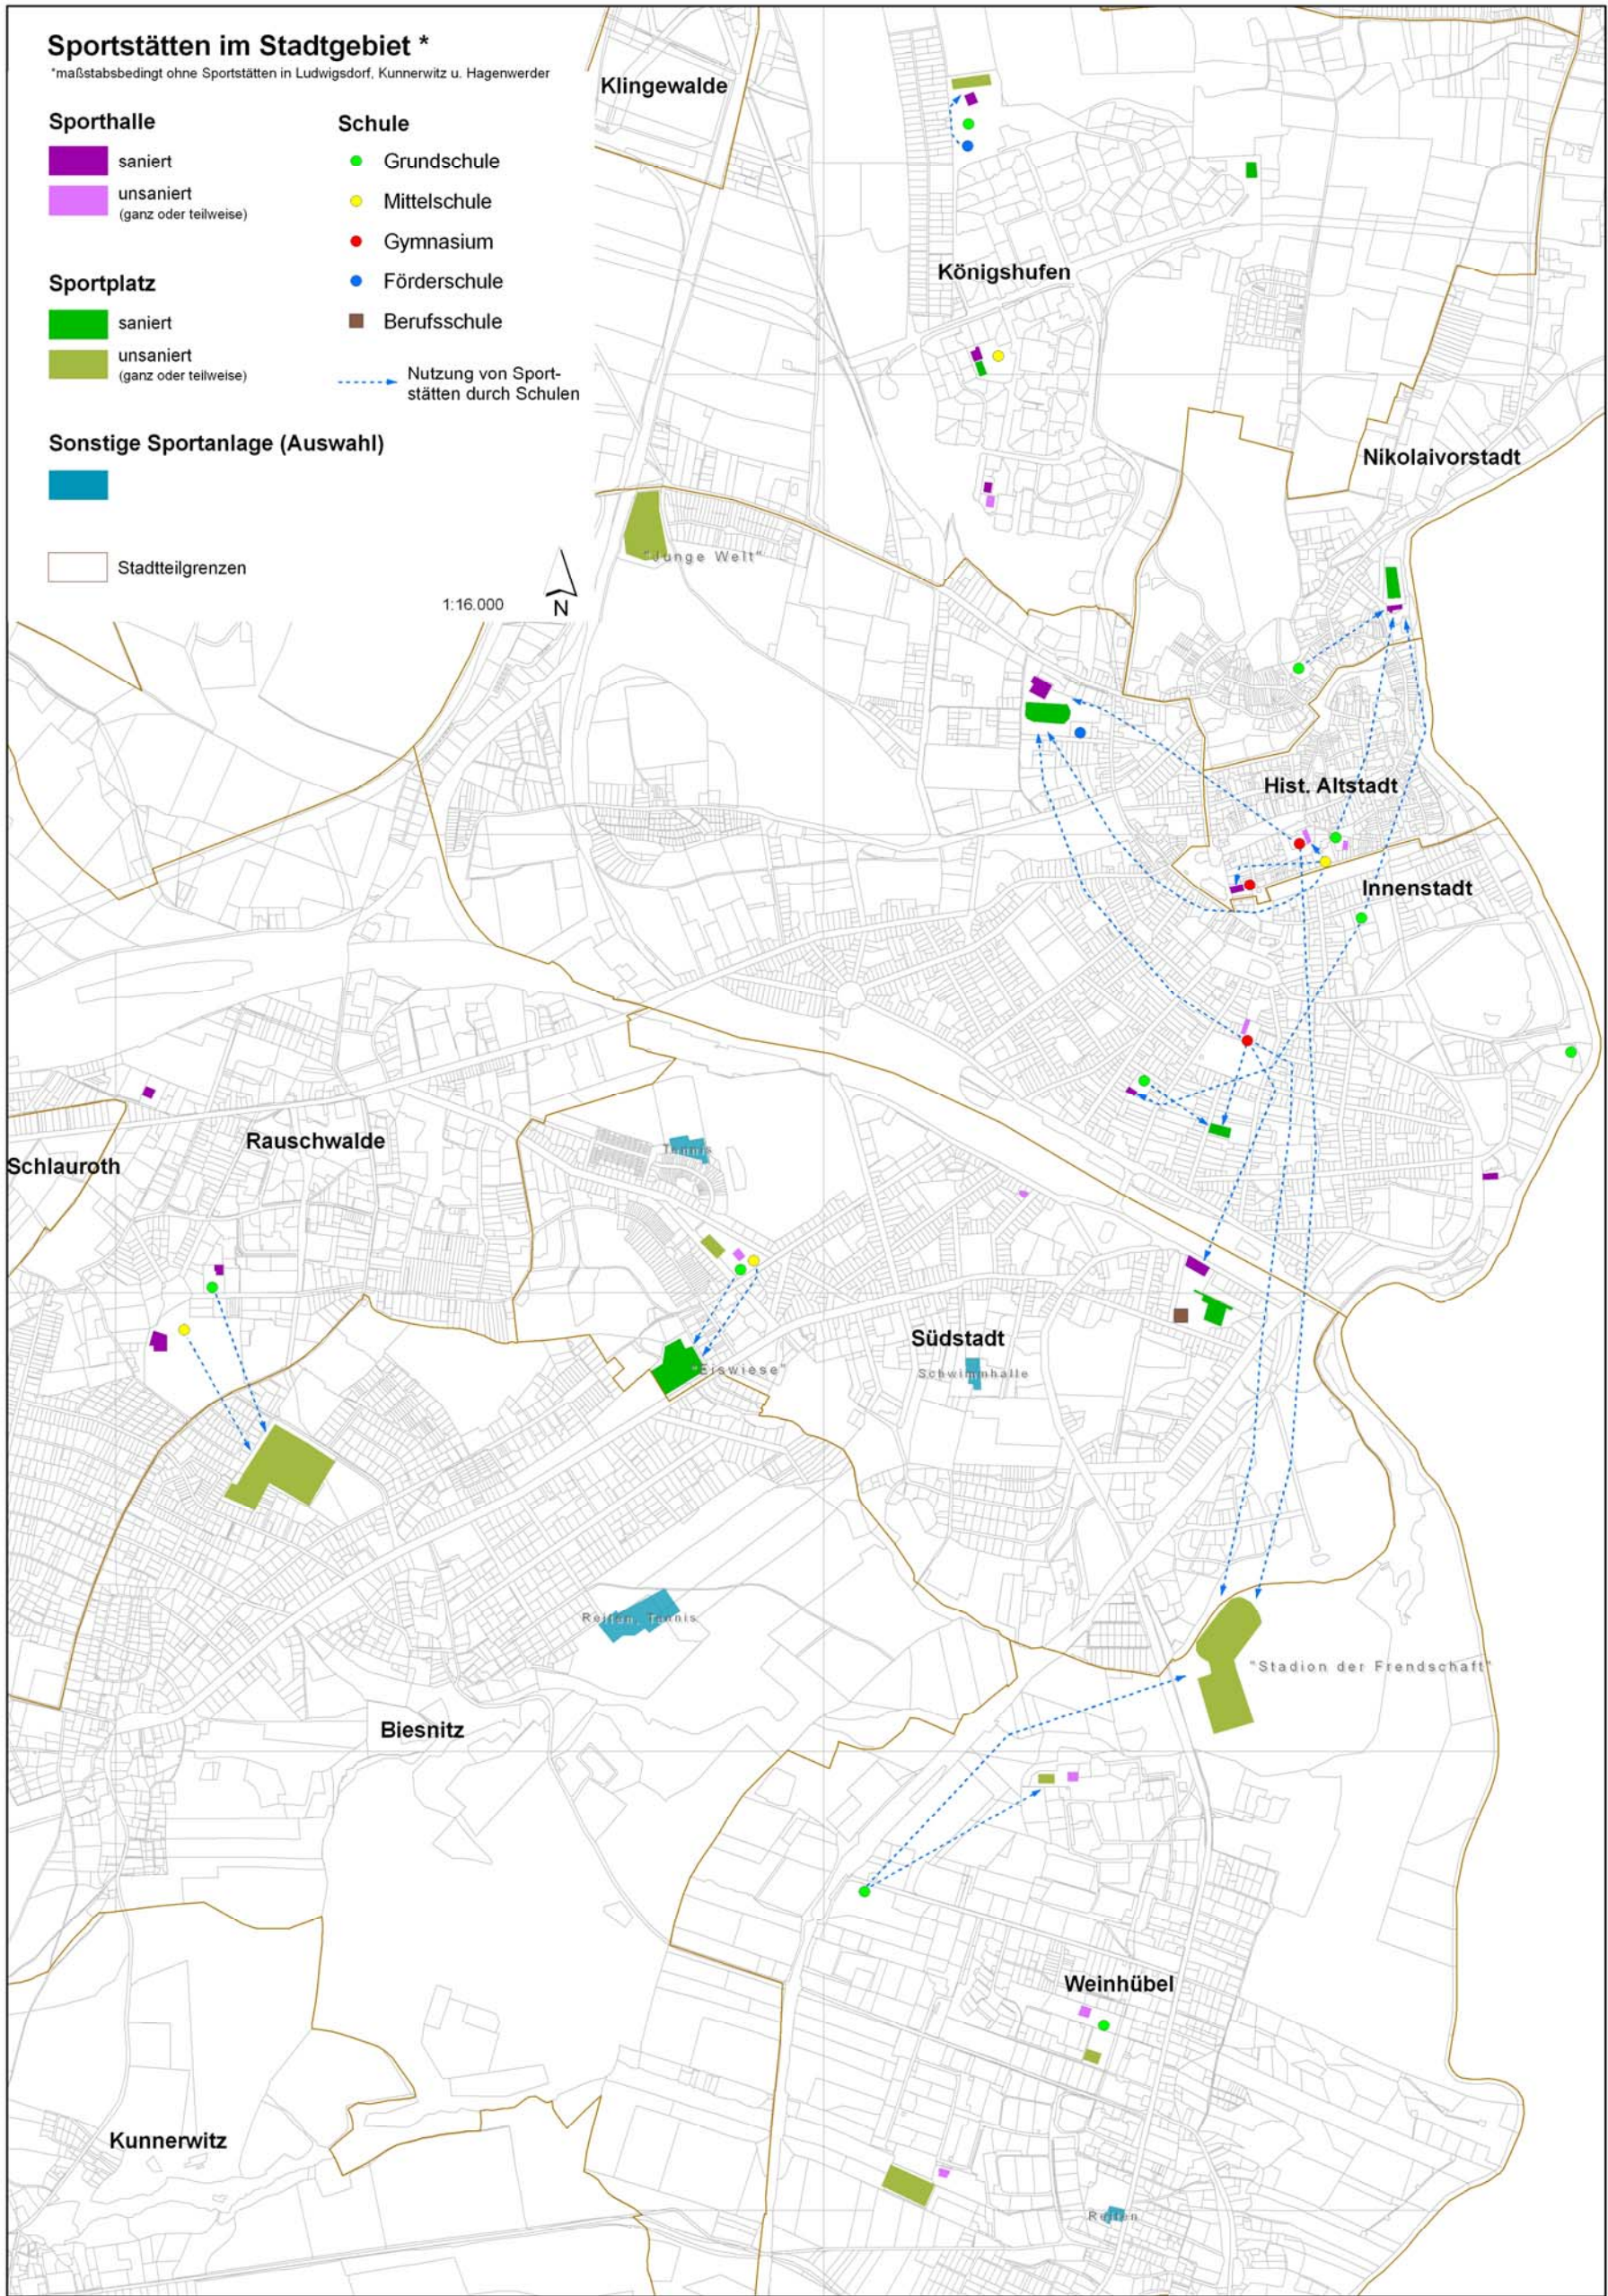 Sportstätten im Stadtgebiet *
*maßstabsbedingt ohne Sportstätten in Ludwigsdorf, Kunnerwitz u. Hagenwerder
Sporthalle
saniert
unsaniert
(ganz oder teilweise)
Sportplatz
saniert
unsaniert
(ganz oder teilweise)
Sonstige Sportanlage (Auswahl)
Stadtteilgrenzen
Schule
Grundschule
Mittelschule
Gymnasium
Förderschule
Berufsschule
Nutzung von Sport-
stätten durch Schulen
1:16.000
N
Klingewalde
Königshufen
Nikolaivorstadt
"Junge Welt"
Hist. Altstadt
Innenstadt
Rauschwalde
Tennis
Schlauroth
Südstadt
"Eiswiese"
Schwimmhalle
Reiten, Tennis
"Stadion der Frendschaft"
Biesnitz
Weinhübel
Kunnerwitz
Reiten